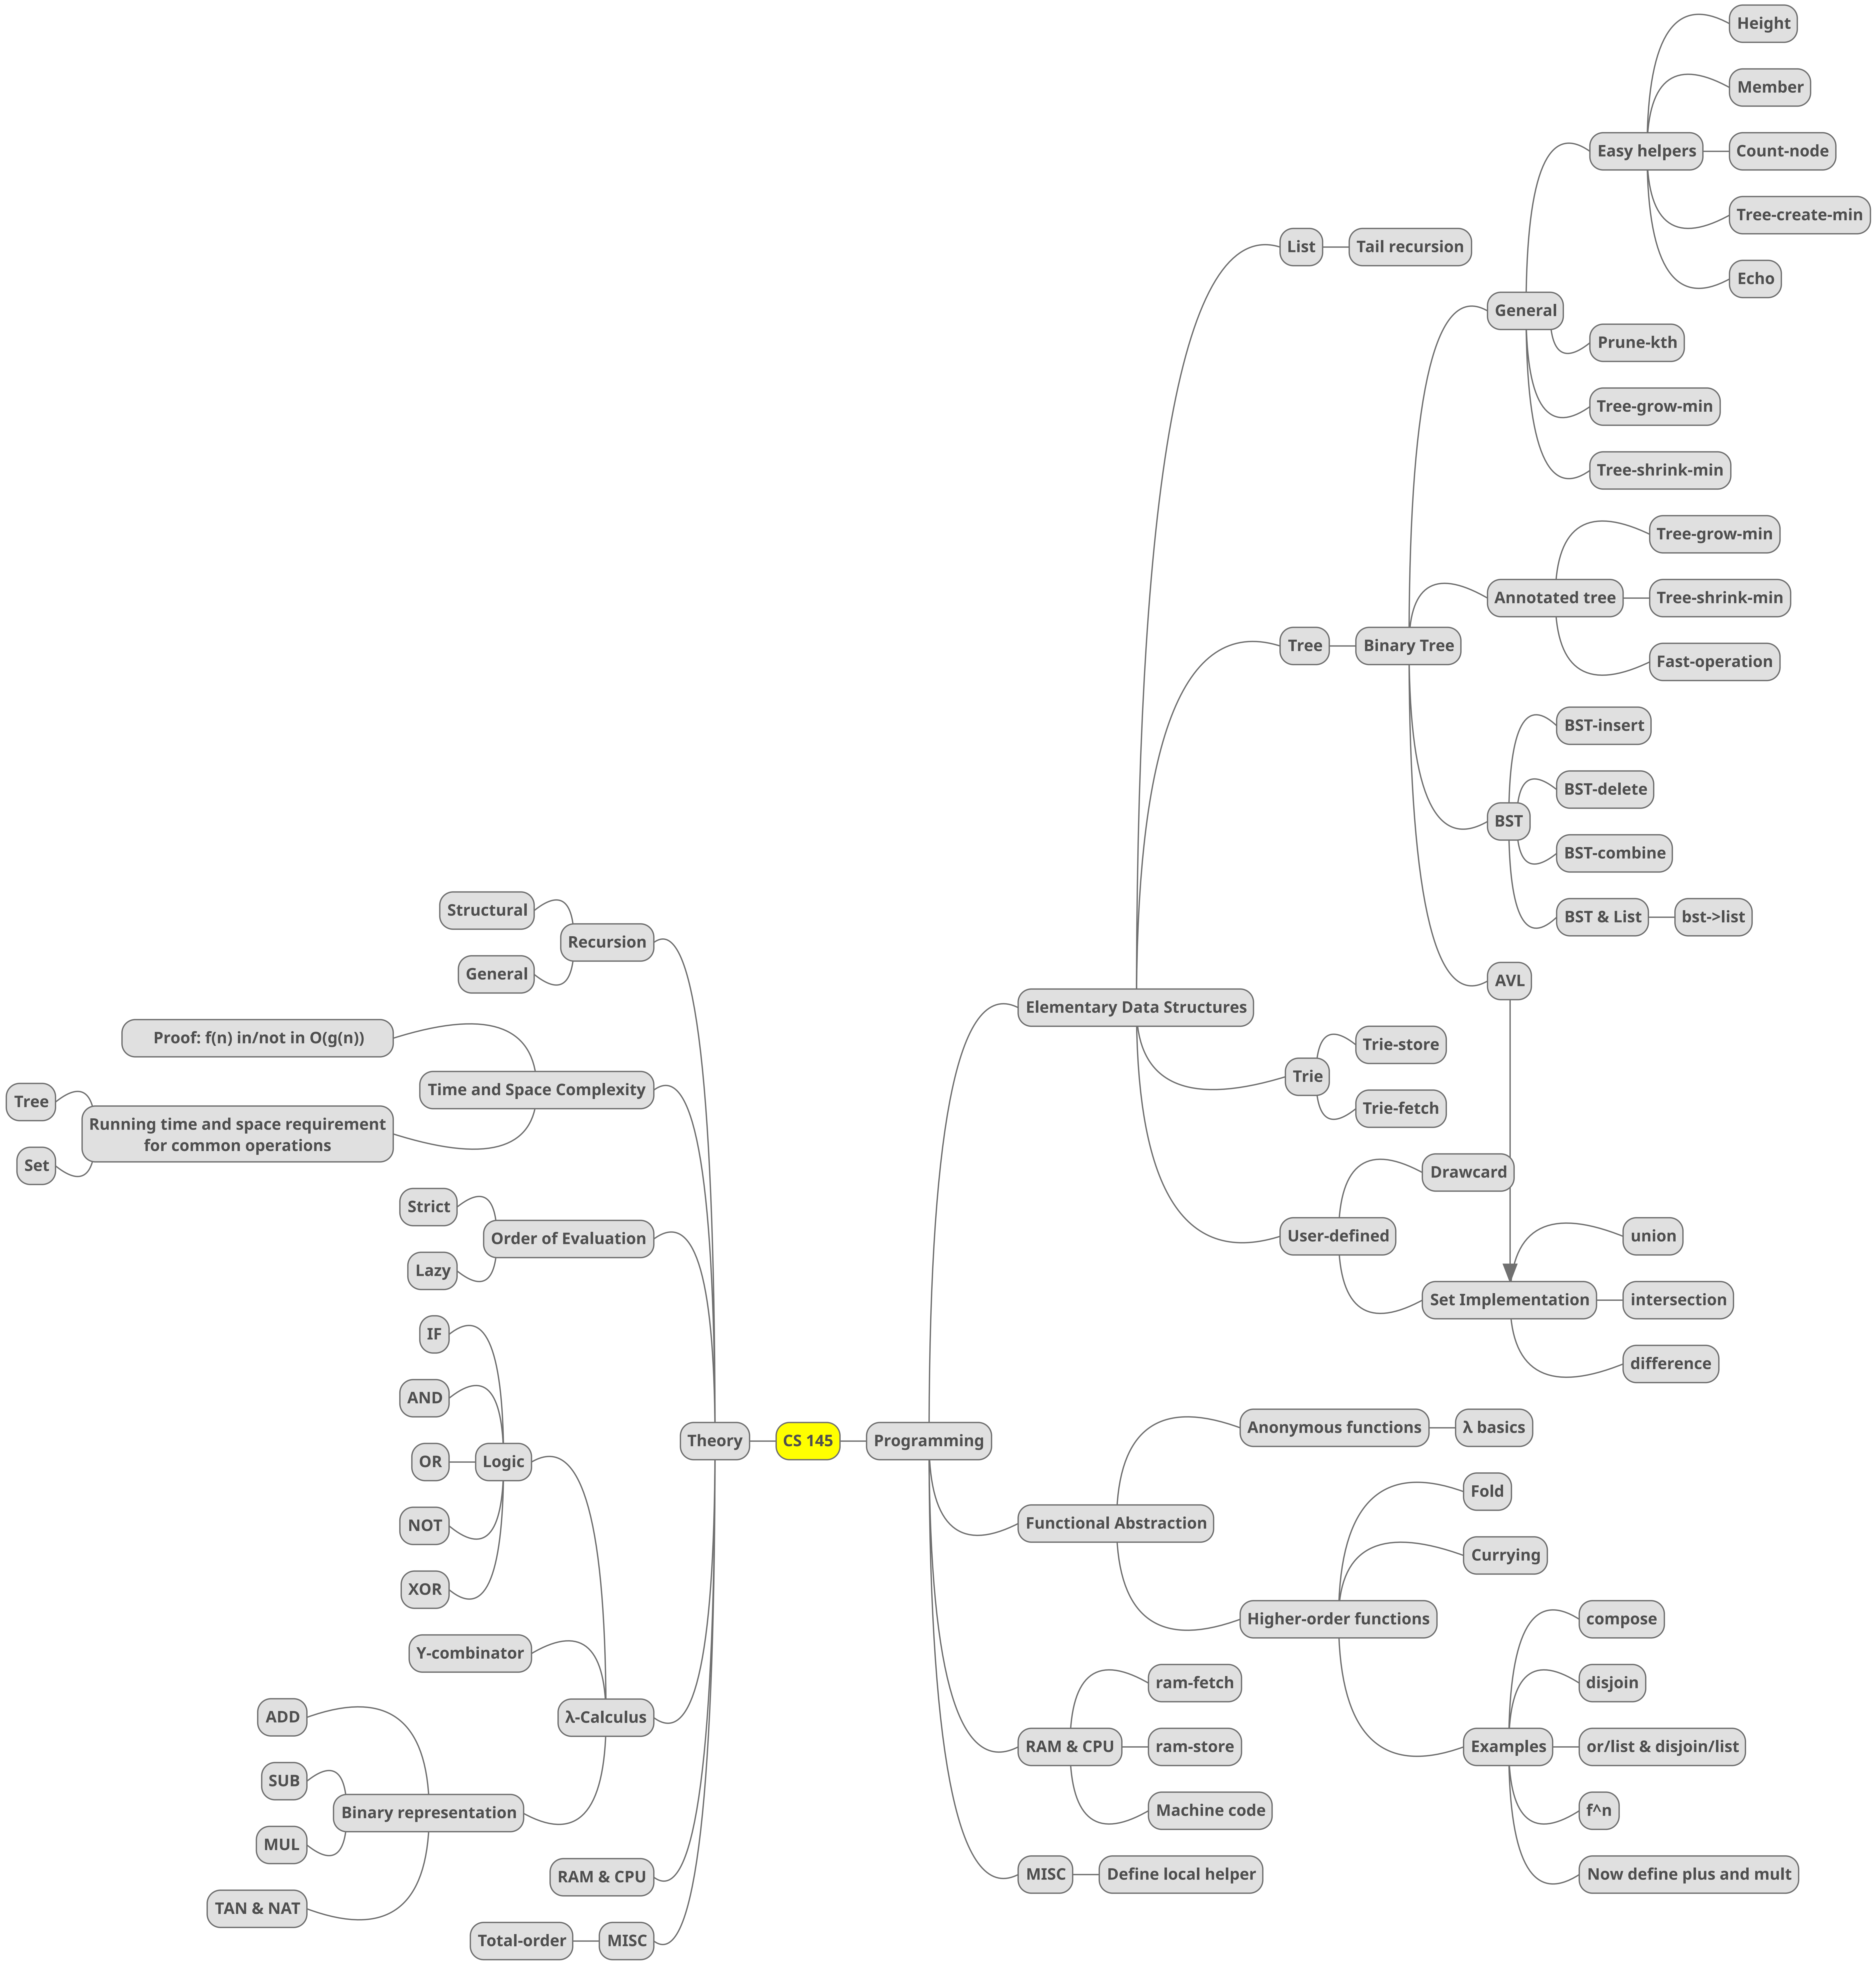 CS 145
Theory
Recursion
Structural
General
Time and Space Complexity
Proof: f(n) in/not in O(g(n))
Running time and space requirement
for common operations
Tree
Set
Order of Evaluation
Strict
Lazy
λ-Calculus
Logic
IF
AND
OR
NOT
XOR
Y-combinator
Binary representation
ADD
SUB
MUL
TAN & NAT
RAM & CPU
MISC
Total-order
Programming
Elementary Data Structures
List
Tail recursion
Tree
Binary Tree
General
Easy helpers
Height
Member
Count-node
Tree-create-min
Echo
Prune-kth
Tree-grow-min
Tree-shrink-min
Annotated tree
Tree-grow-min
Tree-shrink-min
Fast-operation
BST
BST-insert
BST-delete
BST-combine
BST & List
bst->list
AVL
Trie
Trie-store
Trie-fetch
User-defined
Drawcard
Set Implementation
union
intersection
difference
Functional Abstraction
Anonymous functions
λ basics
Higher-order functions
Fold
Currying
Examples
compose
disjoin
or/list & disjoin/list
f^n
Now define plus and mult
RAM & CPU
ram-fetch
ram-store
Machine code
MISC
Define local helper